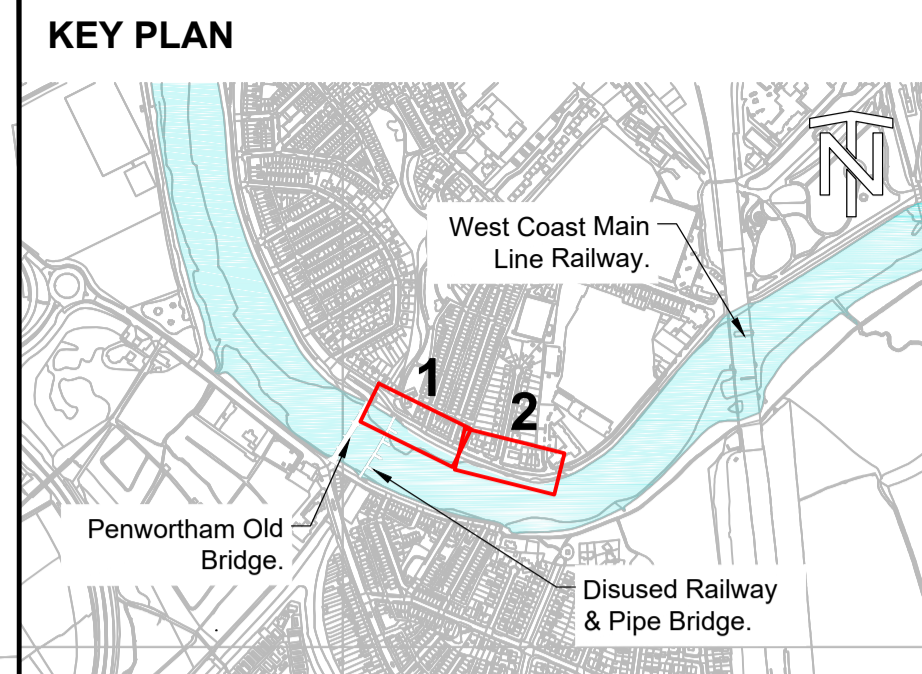 KEY PLAN
N
West Coast Main
Line Railway.
1
2
Penwortham Old
Bridge.
Disused Railway
& Pipe Bridge.